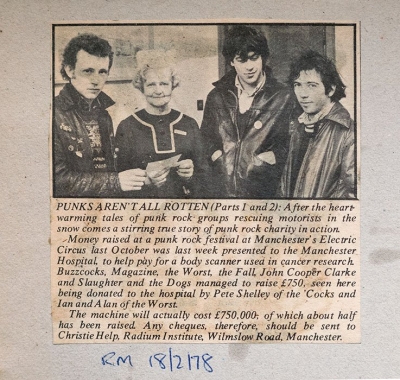 PUNKS AREN'T ALL ROTTEN (Parts 1 and 2): After the heart-
warming tales of punk rock groups rescuing motorists in the
snow comes a stirring true story of punk rock charity in action.
Money raised at a punk rock festival at Manchester's Electric
Circus last October was last week presented to the Manchester
Hospital, to help pay for a body scanner used in cancer research.
Buzzcocks, Magazine, the Worst, the Fall, John Cooper Clarke
and Slaughter and the Dogs managed to raise £750, seen here
being donated to the hospital by Pete Shelley of the 'Cocks and
Ian and Alan of the Worst.
The machine will actually cost £750,000; of which about half
has been raised. Any cheques, therefore, should be sent to
Christie Help, Radium Institute, Wilmslow Road, Manchester.
RM 18/2/78